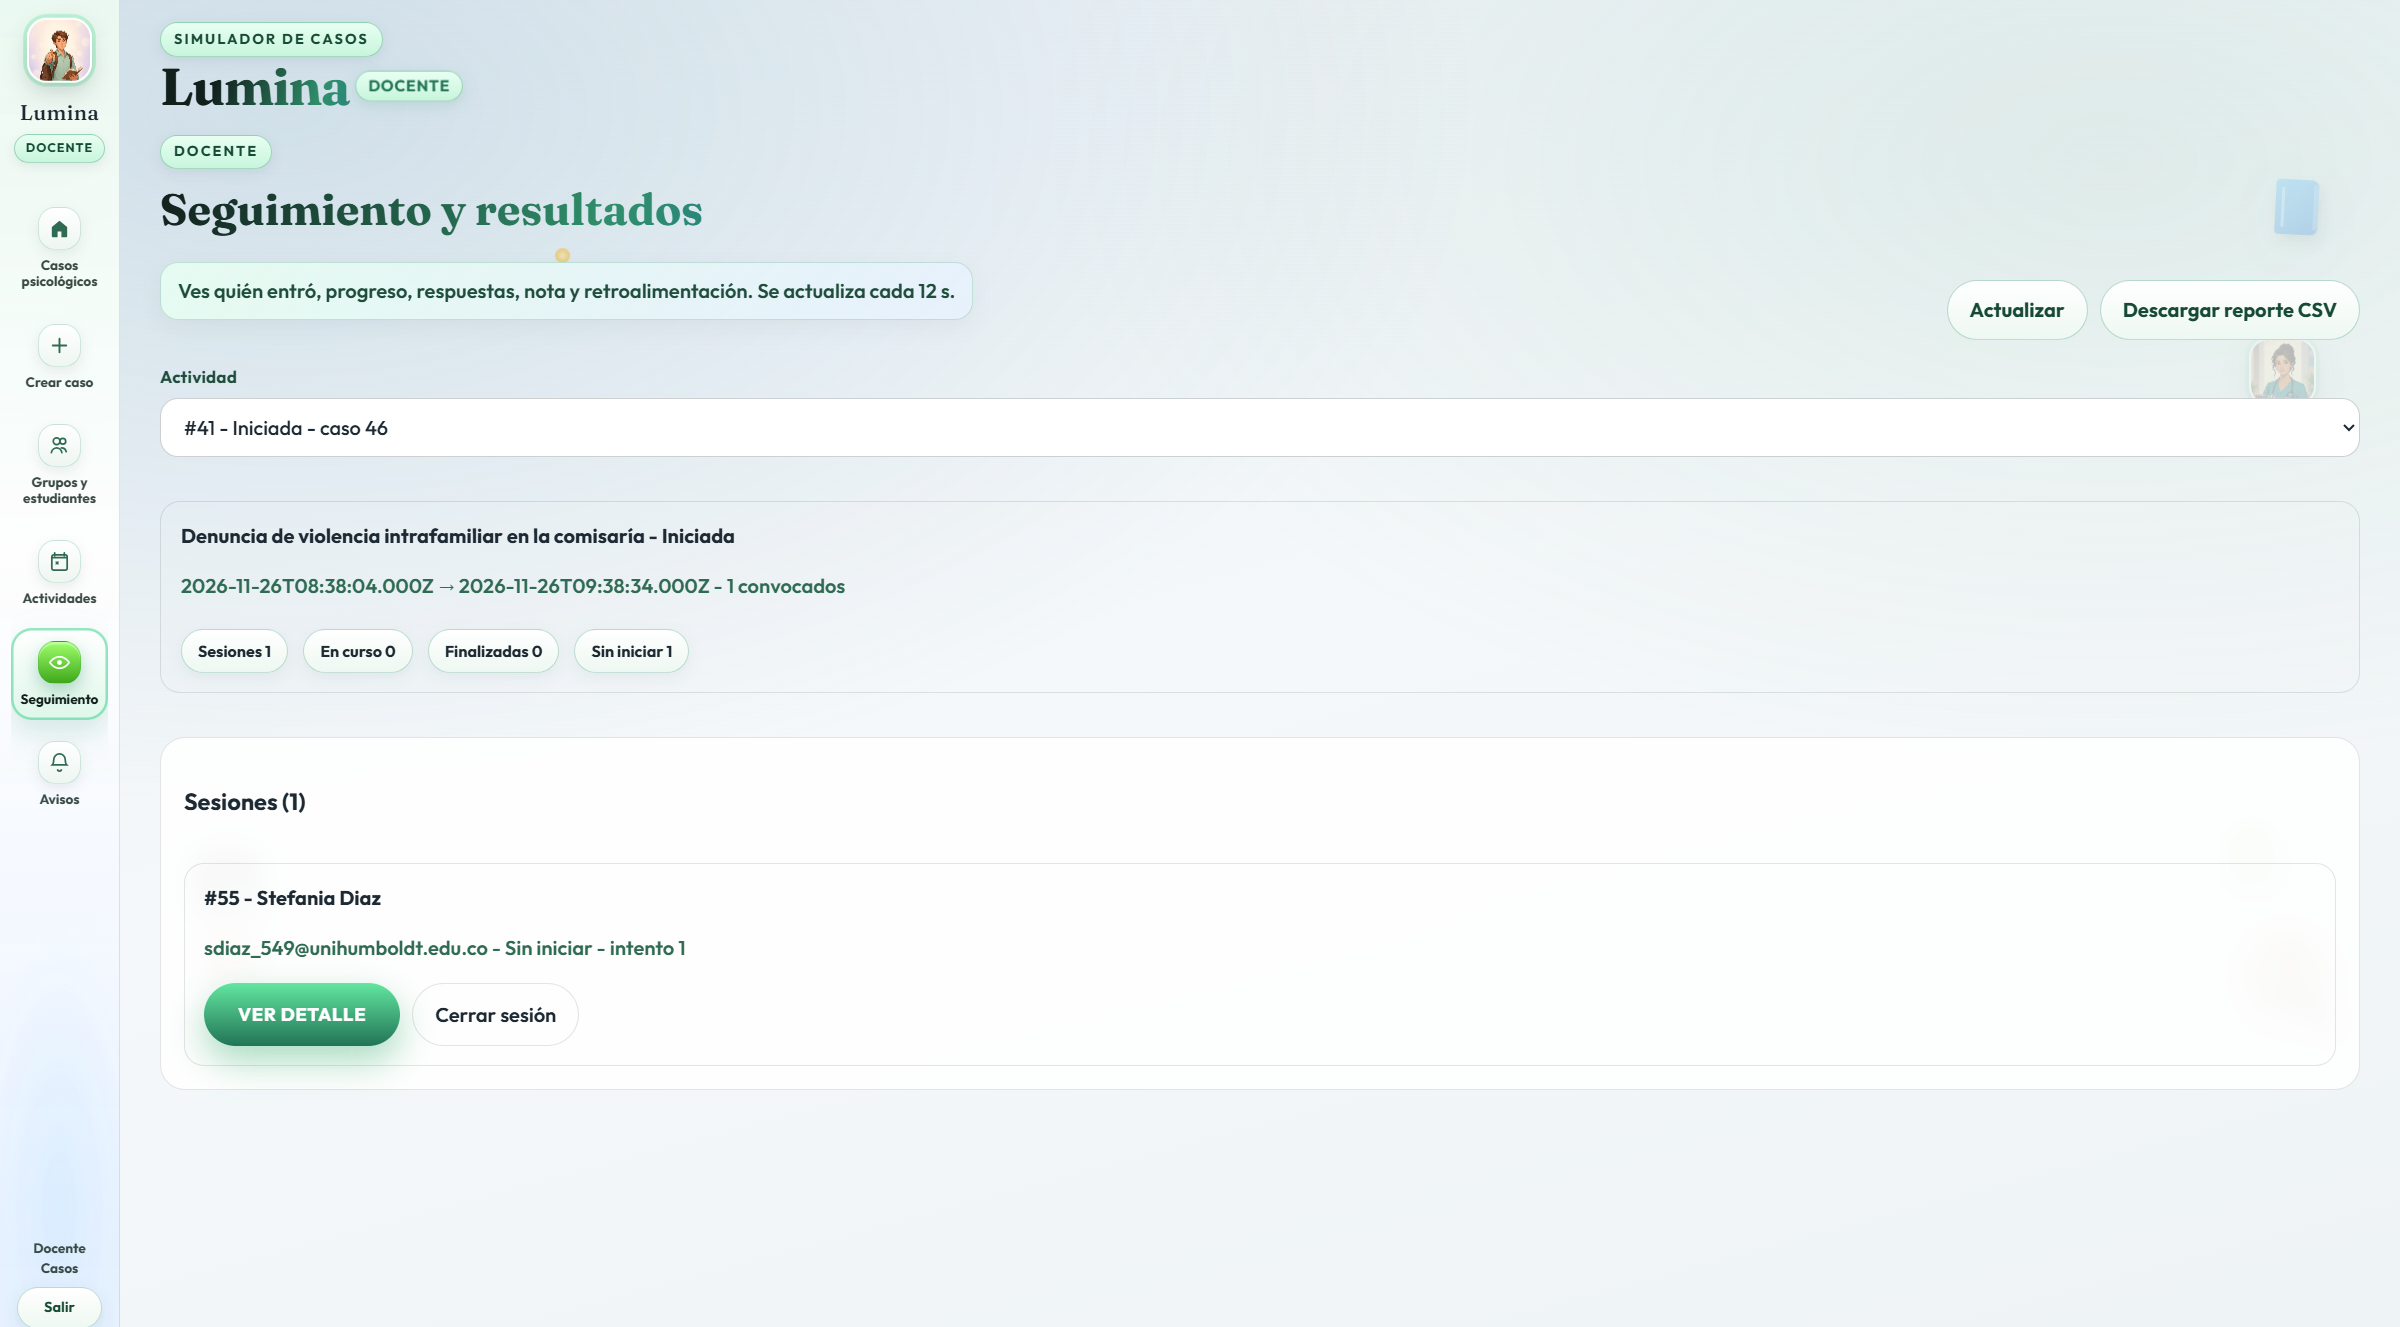 Lumina
DOCENTE
Casos
psicológicos
Crear caso
Grupos y
estudiantes
Actividades
Seguimiento
Avisos
Docente
Casos
Salir
SIMULADOR DE CASOS
Lumina DOCENTE
DOCENTE
Seguimiento y resultados
Ves quién entró, progreso, respuestas, nota y retroalimentación. Se actualiza cada 12 s.
Actualizar
Descargar reporte CSV
Actividad
#41 - Iniciada - caso 46
Denuncia de violencia intrafamiliar en la comisaría - Iniciada
2026-11-26T08:38:04.000Z → 2026-11-26T09:38:34.000Z - 1 convocados
Sesiones 1
En curso 0
Finalizadas 0
Sin iniciar 1
Sesiones (1)
#55 - Stefania Diaz
sdiaz_549@unihumboldt.edu.co - Sin iniciar - intento 1
VER DETALLE
Cerrar sesión